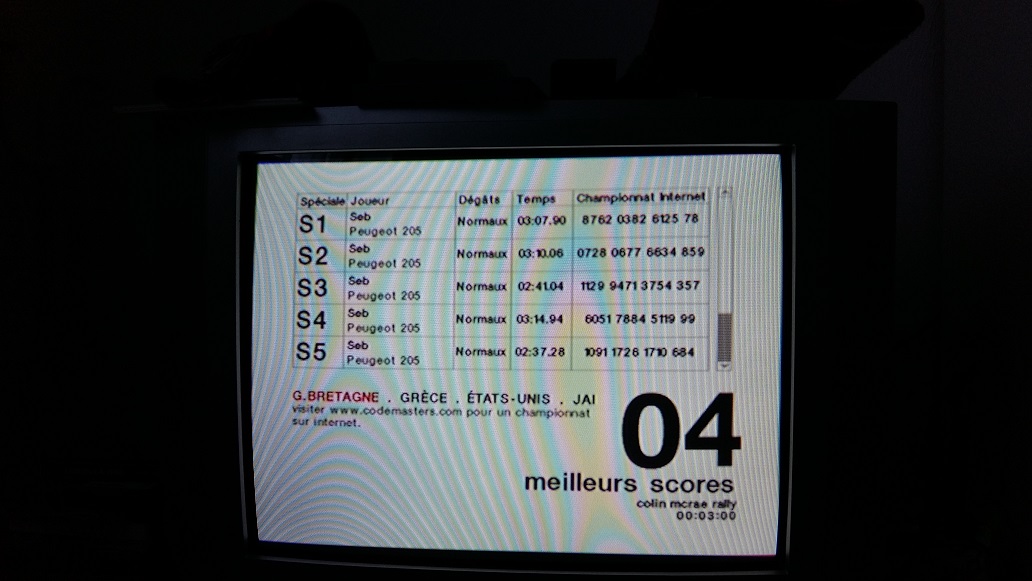 Spéciale Joueur Dégâts Temps Championnat Internet
S1 Seb Normaux 03:07.90 8762 0382 6125 78
Peugeot 205
S2 Seb Normaux 03:10.06 0728 0677 6634 859
Peugeot 205
S3 Seb Normaux 02:41.04 1129 9471 3754 357
Peugeot 205
S4 Seb Normaux 03:14.94 6051 7884 5119 99
Peugeot 205
S5 Seb Normaux 02:37.28 1091 1726 1710 684
Peugeot 205
G.BRETAGNE . GRÈCE . ÉTATS-UNIS . JAI
visiter www.codemasters.com pour un championnat
sur internet.
04
meilleurs scores
colin mcrae rally
00:03:00